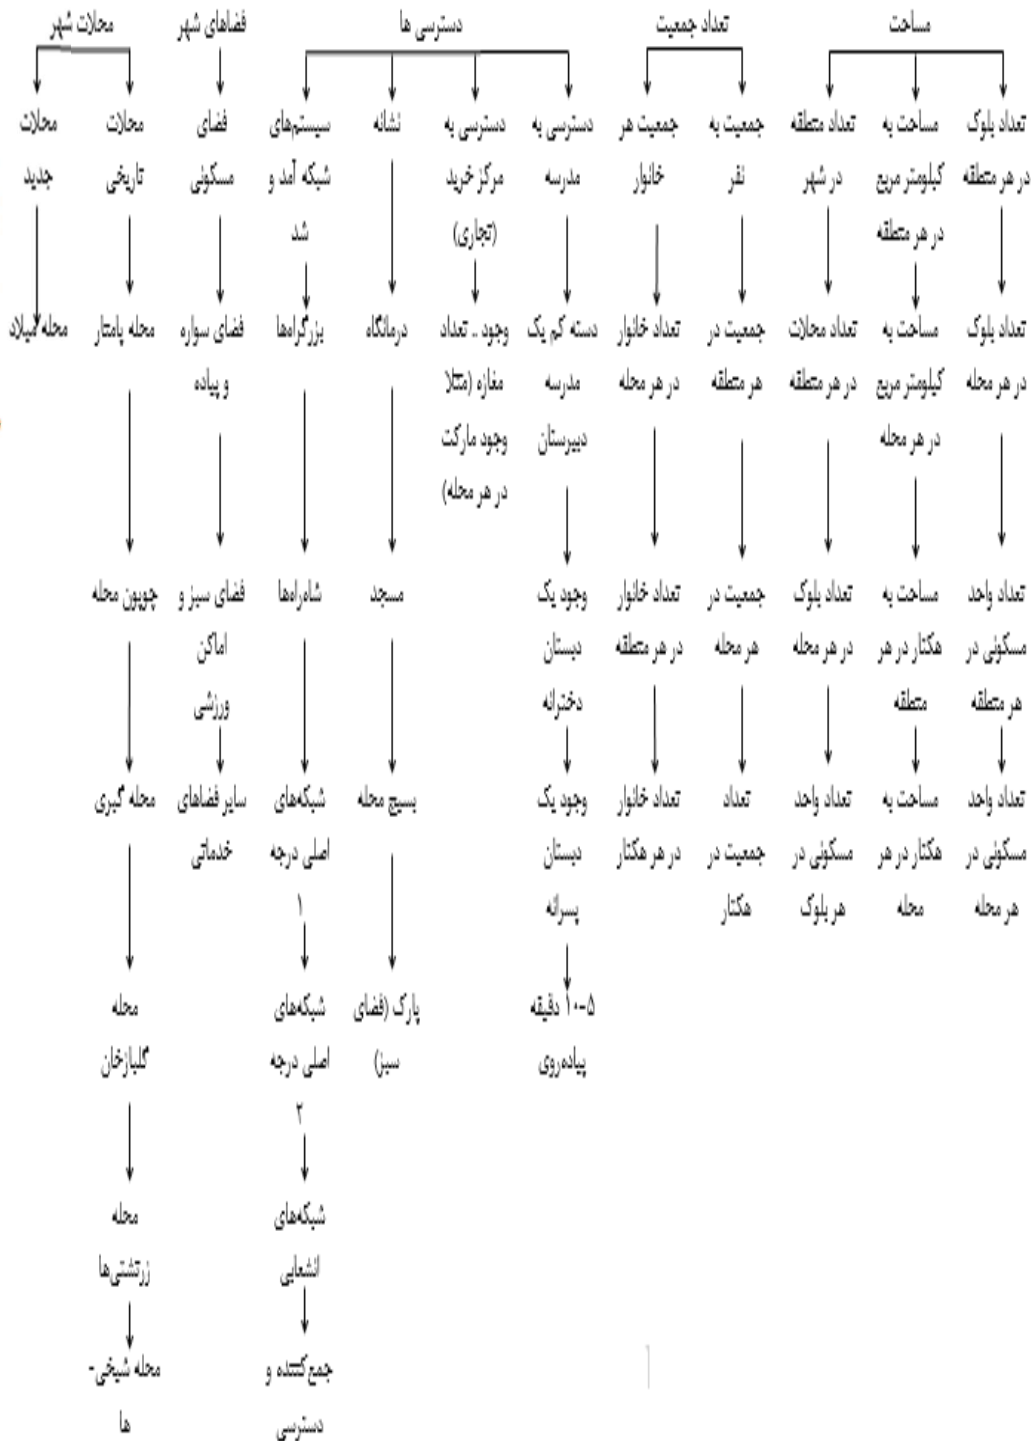 مساحت
تعداد جمعیت
دسترسی ها
فضاهای شهر
محلات شهر
تعداد بلوک
در هر منطقه
مساحت به
کیلومتر مربع
در هر منطقه
تعداد منطقه
در شهر
جمعیت به
نفر
جمعیت هر
خانوار
دسترسی به
مدرسه
دسترسی به
مرکز خرید
(تجاری)
نشانه
سیستم‌های
شبکه آمد و
شد
فضای
مسکونی
محلات
تاریخی
محلات
جدید
تعداد بلوک
در هر محله
مساحت به
کیلومتر مربع
در هر محله
تعداد محلات
در هر منطقه
جمعیت در
هر منطقه
تعداد خانوار
در هر محله
دسته کم یک
مدرسه
دبیرستان
وجود .. تعداد
مغازه (مثلا
وجود مارکت
در هر محله)
درمانگاه
بزرگراه‌ها
فضای سواره
و پیاده
محله پامنار
محله میلاد
تعداد واحد
مسکونی در
هر منطقه
مساحت به
هکتار در هر
منطقه
تعداد بلوک
در هر محله
جمعیت در
هر محله
تعداد خانوار
در هر منطقه
وجود یک
دبستان
دخترانه
مسجد
شاه‌راه‌ها
فضای سبز و
اماکن
ورزشی
چوپون محله
تعداد واحد
مسکونی در
هر محله
مساحت به
هکتار در هر
محله
تعداد واحد
مسکونی در
هر بلوک
تعداد
جمعیت در
هکتار
تعداد خانوار
در هر هکتار
وجود یک
دبستان
پسرانه
بسیج محله
شبکه‌های
اصلی درجه
۱
سایر فضاهای
خدماتی
محله گبری
۵-۱۰ دقیقه
پیاده‌روی
پارک (فضای
سبز)
شبکه‌های
اصلی درجه
۲
محله
گلبازخان
شبکه‌های
انشعابی
محله
زرتشتی‌ها
جمع‌کننده و
دسترسی
محله شیخی-
ها